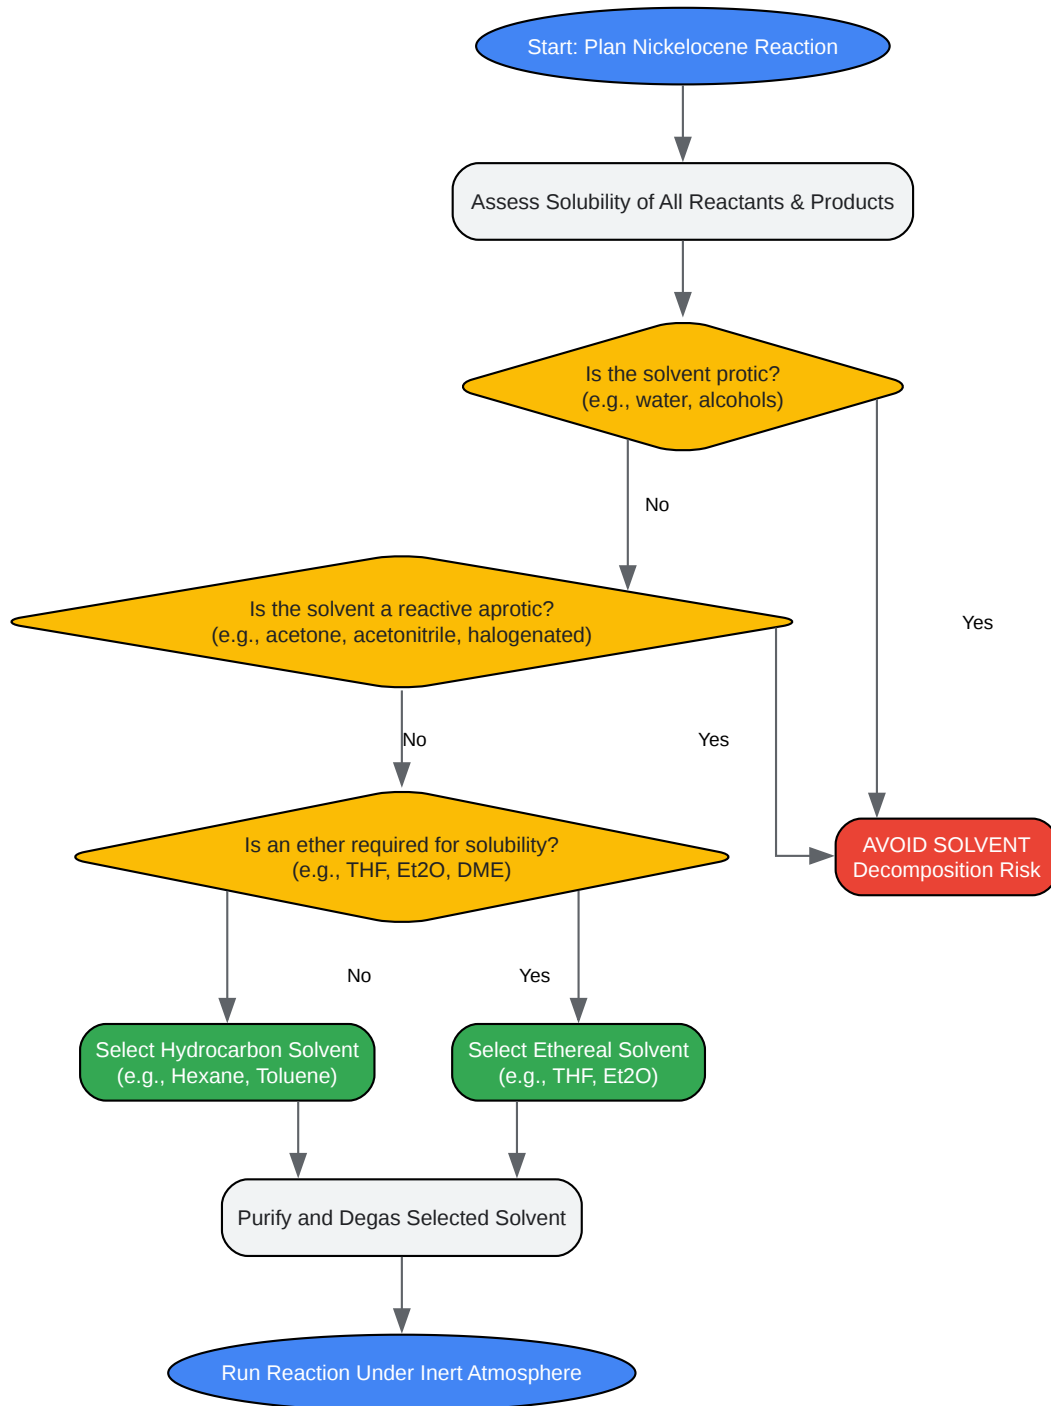 Start: Plan Nickelocene Reaction
Assess Solubility of All Reactants & Products
Is the solvent protic?
(e.g., water, alcohols)
No
Yes
Is the solvent a reactive aprotic?
(e.g., acetone, acetonitrile, halogenated)
No
Yes
Is an ether required for solubility?
(e.g., THF, Et2O, DME)
AVOID SOLVENT
Decomposition Risk
No
Yes
Select Hydrocarbon Solvent
(e.g., Hexane, Toluene)
Select Ethereal Solvent
(e.g., THF, Et2O)
Purify and Degas Selected Solvent
Run Reaction Under Inert Atmosphere